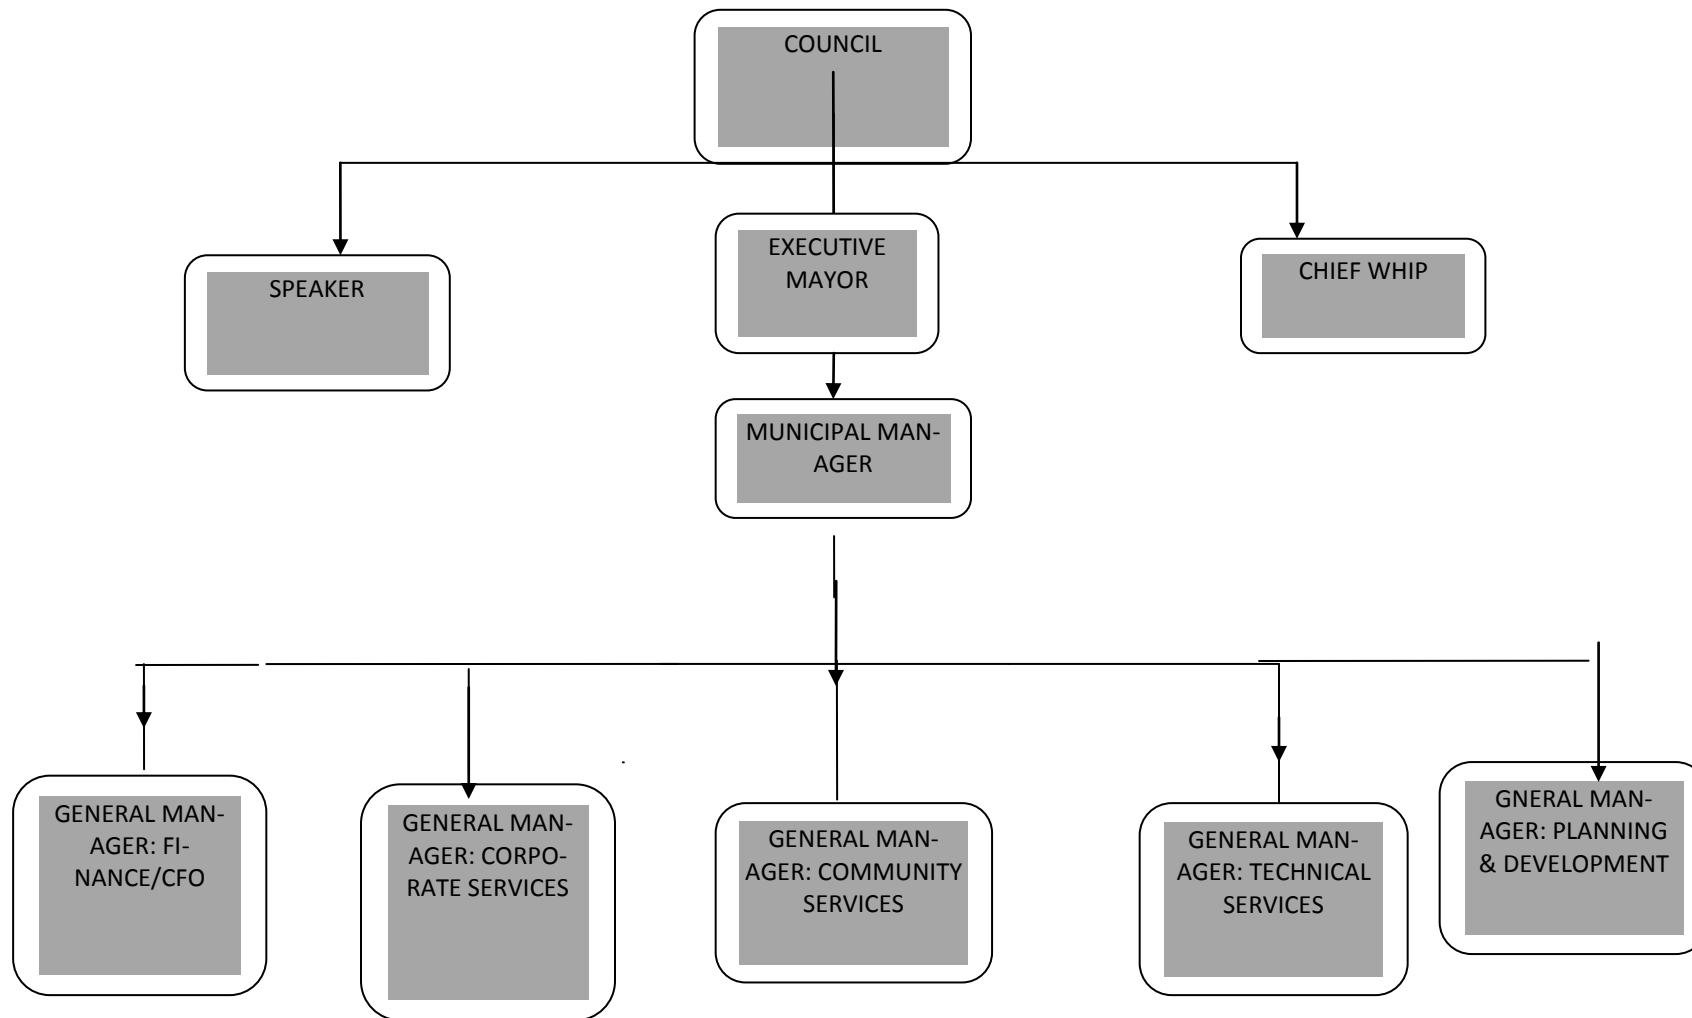 COUNCIL
SPEAKER
EXECUTIVE
MAYOR
CHIEF WHIP
MUNICIPAL MAN-
AGER
GENERAL MAN-
AGER: FI-
NANCE/CFO
GENERAL MAN-
AGER: CORPO-
RATE SERVICES
GENERAL MAN-
AGER: COMMUNITY
SERVICES
GENERAL MAN-
AGER: TECHNICAL
SERVICES
GNERAL MAN-
AGER: PLANNING
& DEVELOPMENT